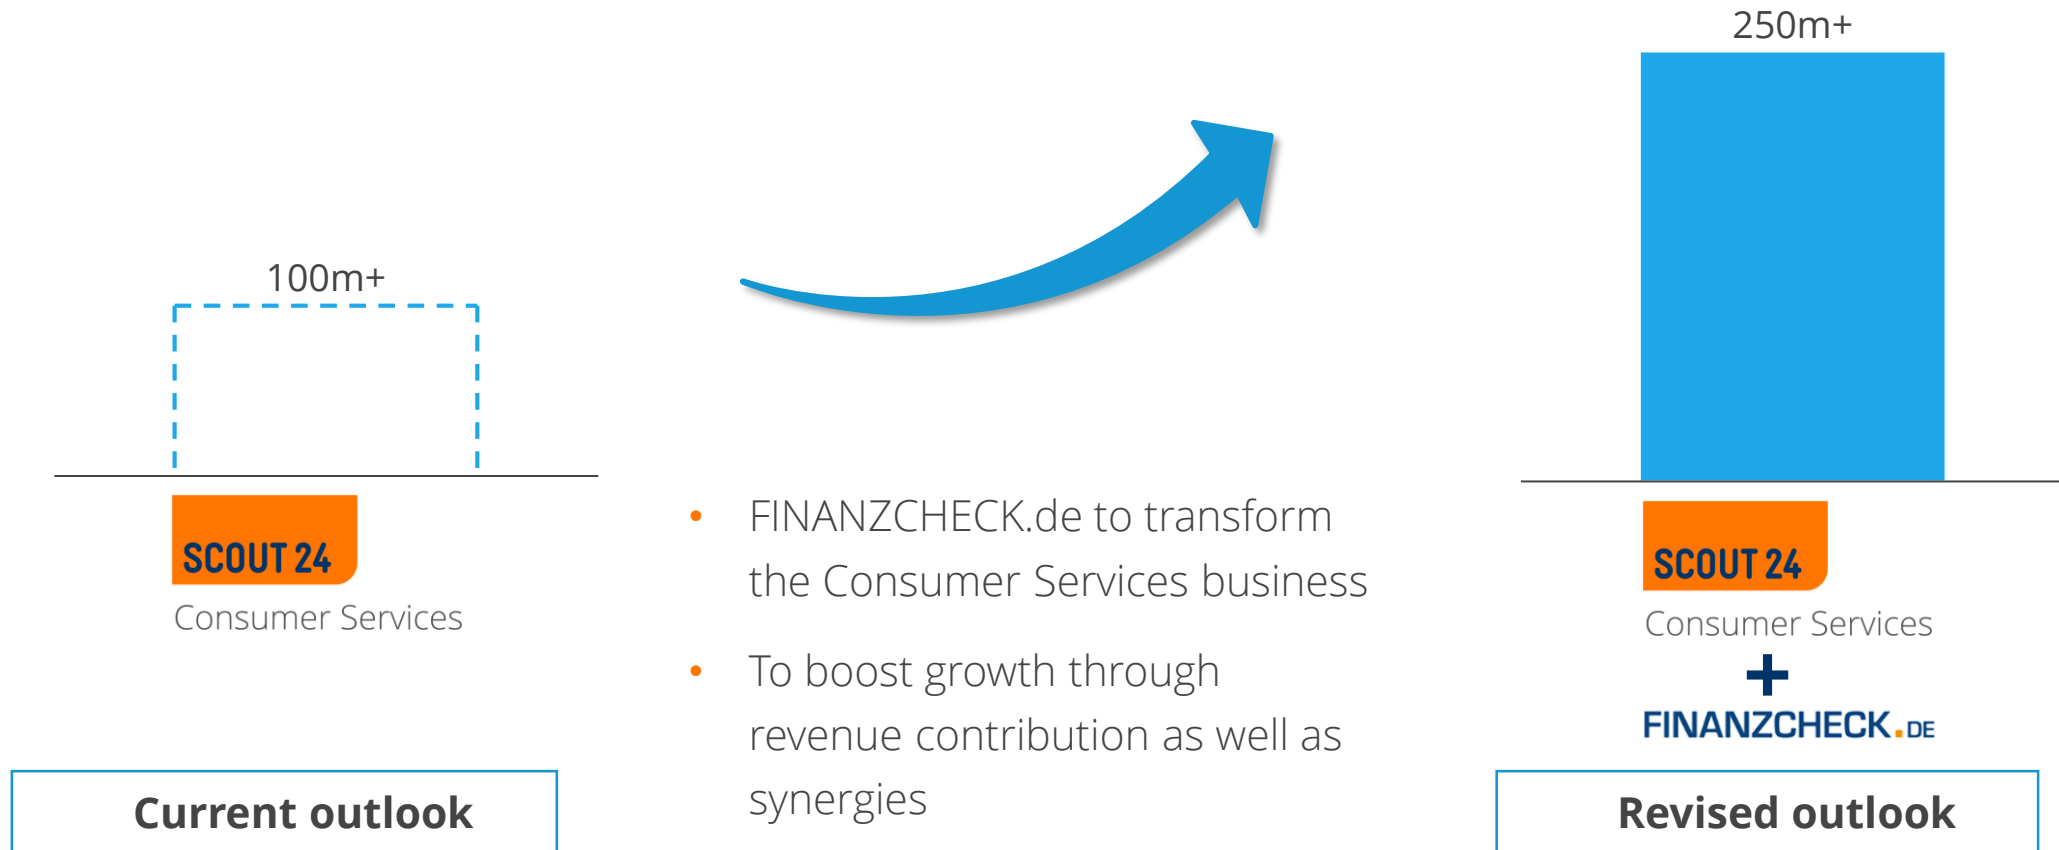 100m+
SCOUT 24
Consumer Services
Current outlook
• FINANZCHECK.de to transform
the Consumer Services business
• To boost growth through
revenue contribution as well as
synergies
250m+
SCOUT 24
Consumer Services
+
FINANZCHECK.DE
Revised outlook